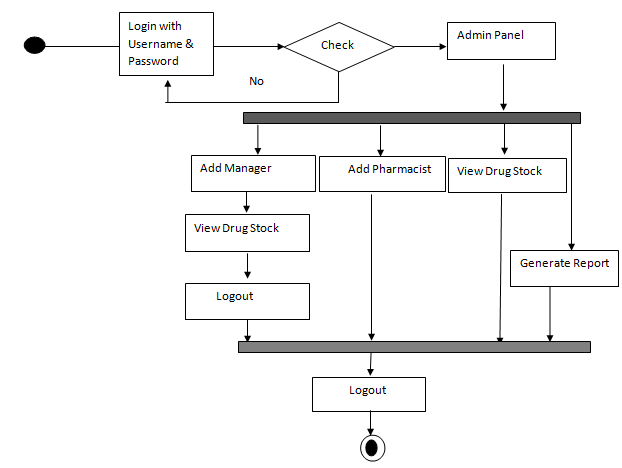 Login with
Username &
Password
Check
Admin Panel
No
Add Manager
Add Pharmacist
View Drug Stock
View Drug Stock
Generate Report
Logout
Logout